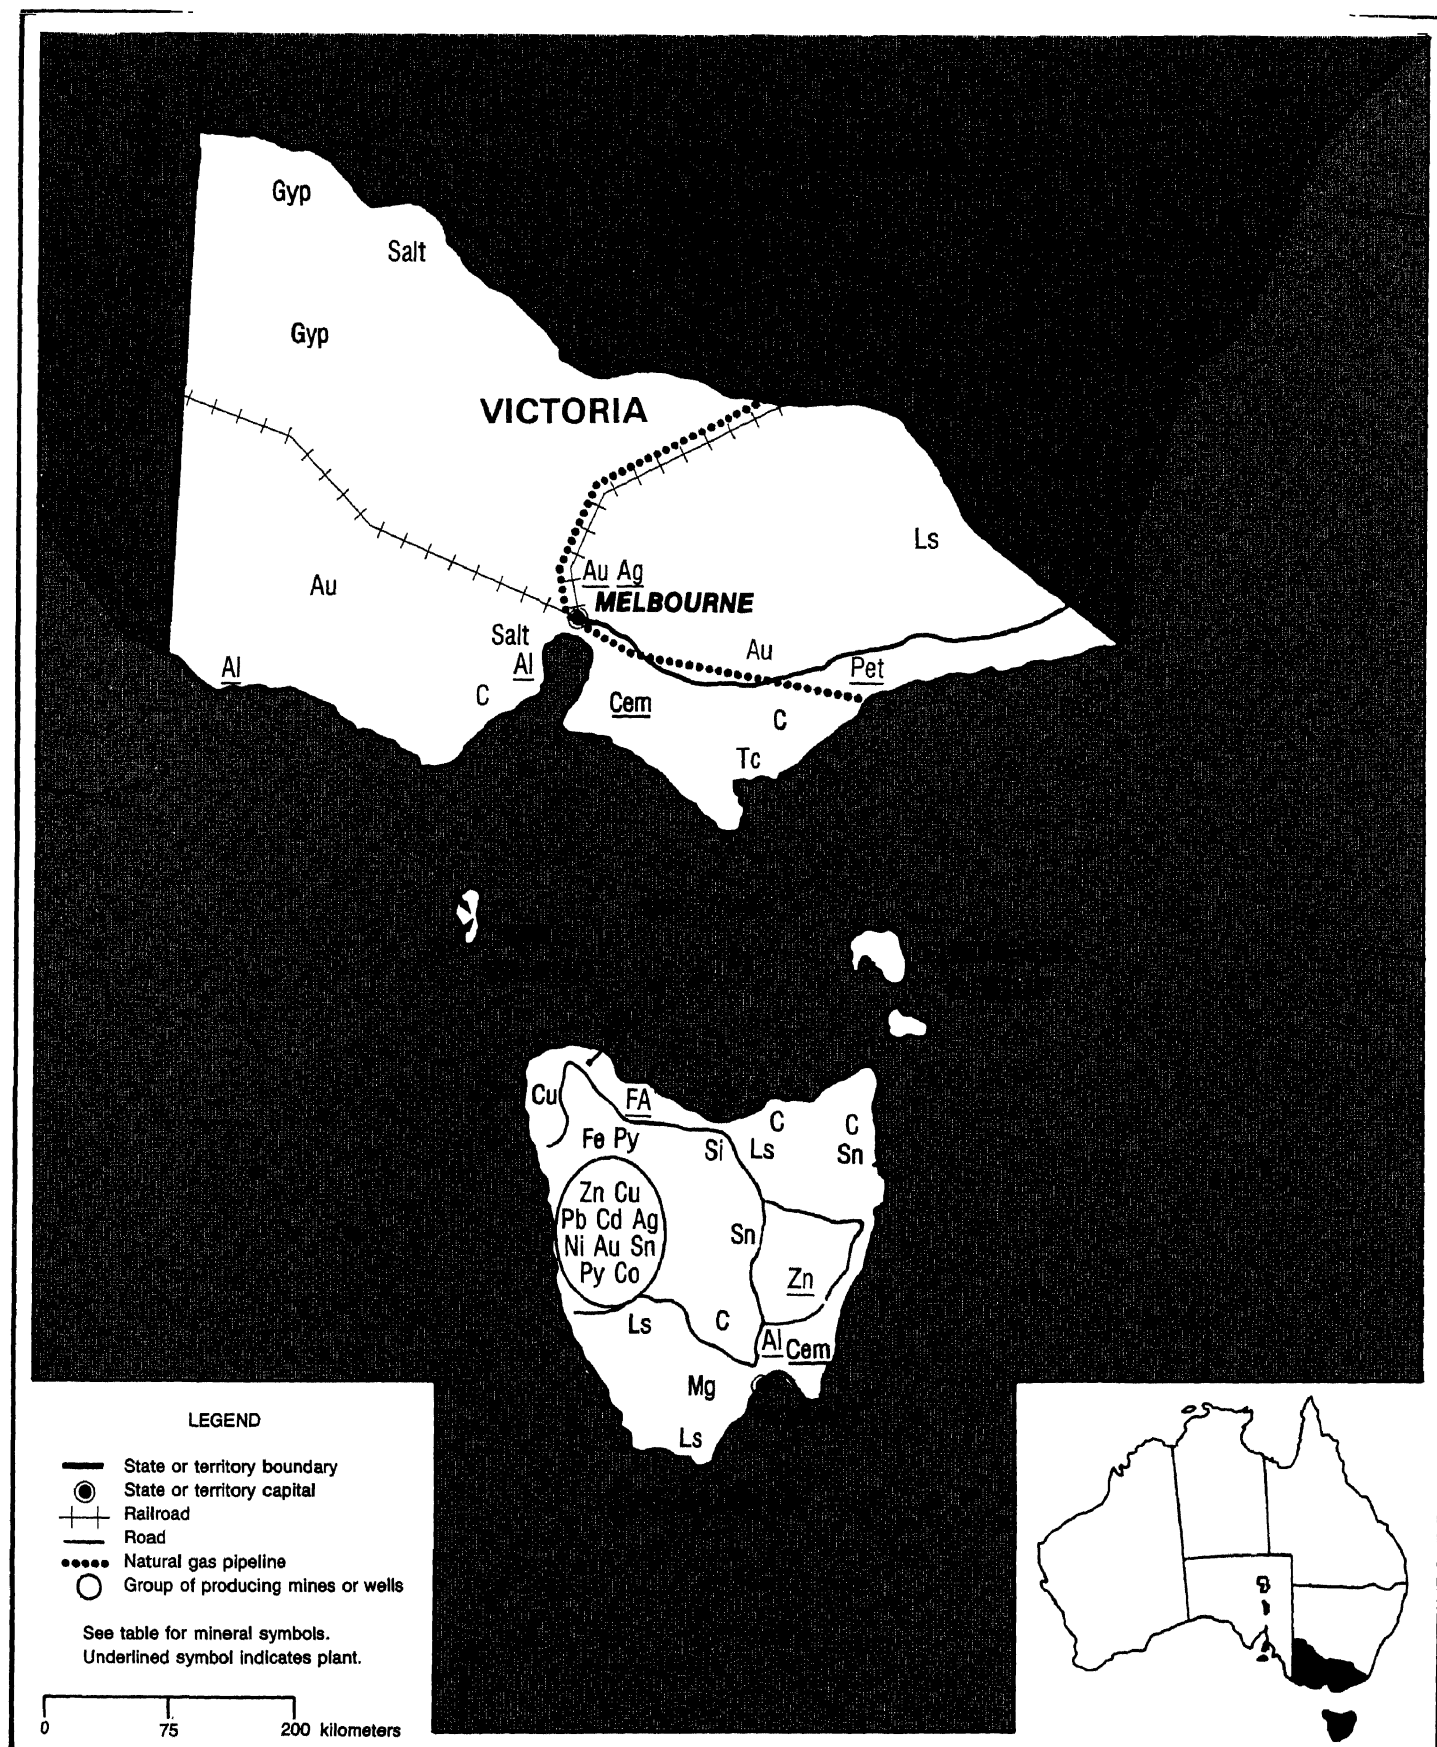 Gyp
Salt
Gyp
VICTORIA
Ls
Au
Au Ag
MELBOURNE
Salt
Au
Al
Al
Pet
C
Cem
C
Tc
Cu
FA
C
C
Fe Py
Si
Ls
Sn
Zn Cu
Pb Cd Ag
Ni Au Sn
Py Co
Sn
Zn
Ls
C
Al
Cem
Mg
Ls
LEGEND
State or territory boundary
State or territory capital
Railroad
Road
Natural gas pipeline
Group of producing mines or wells
See table for mineral symbols.
Underlined symbol indicates plant.
0
75
200 kilometers